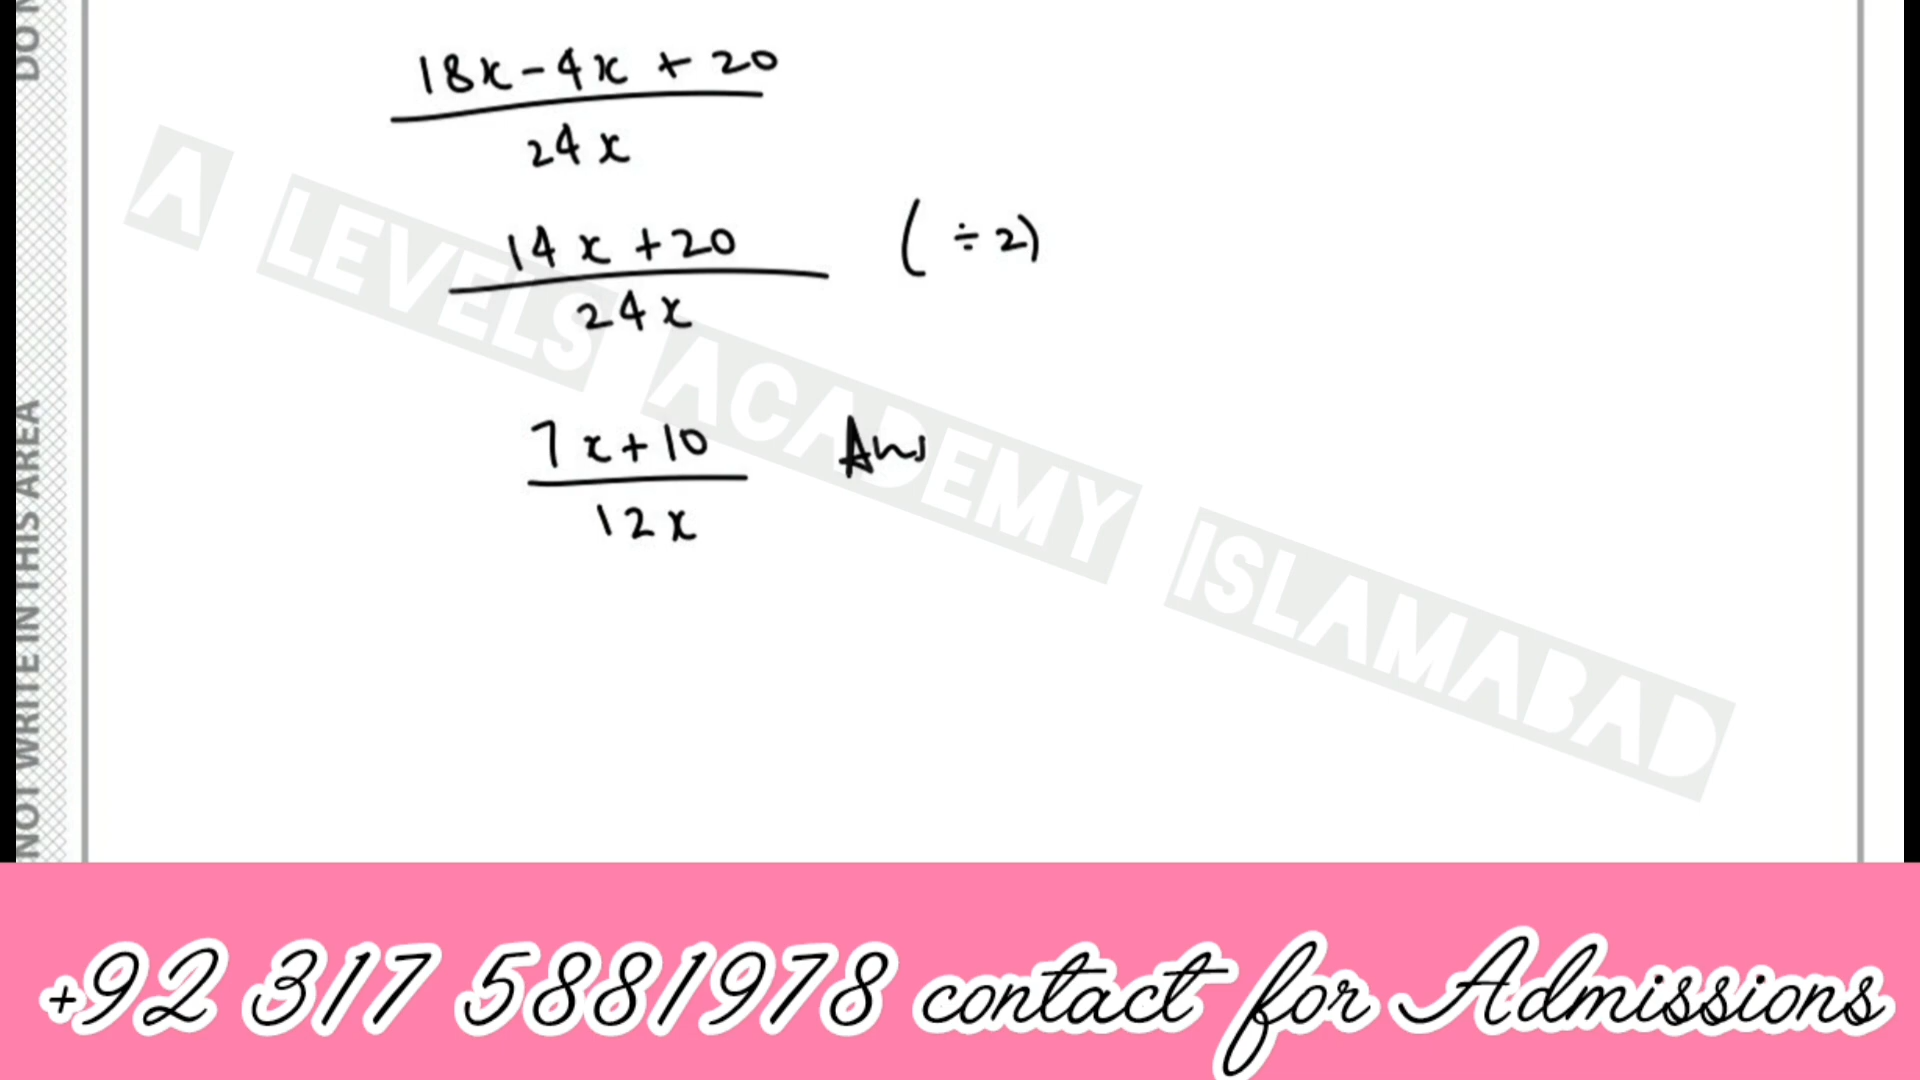 DO N
18x - 4x + 20
24x
14x + 20 (÷2)
24x
7x + 10 Ans
12x
NOT WRITE IN THIS AREA
A LEVELS ACADEMY ISLAMABAD
+92 317 5881978 contact for Admissions